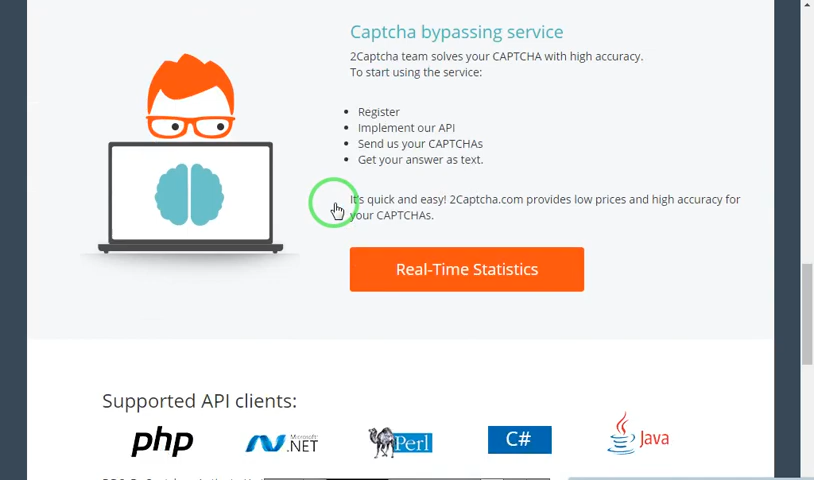 Captcha bypassing service
2Captcha team solves your CAPTCHA with high accuracy.
To start using the service:
Register
Implement our API
Send us your CAPTCHAs
Get your answer as text.
It's quick and easy! 2Captcha.com provides low prices and high accuracy for
your CAPTCHAs.
Real-Time Statistics
Supported API clients:
php
Microsoft
.NET
Perl
C#
Java